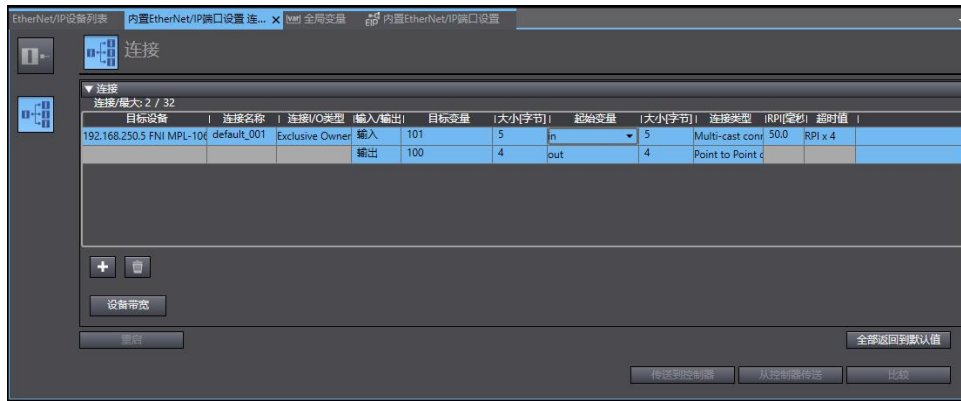 EtherNet/IP设备列表 内置EtherNet/IP端口设置 连... x var 全局变量 EIP 内置EtherNet/IP端口设置
连接
▼连接
连接/最大: 2 / 32
目标设备 连接名称 连接I/O类型 输入/输出 目标变量 大小[字节] 起始变量 大小[字节] 连接类型 RPI[毫秒 超时值
192.168.250.5 FNI MPL-106 default_001 Exclusive Owner 输入 101 5 in 5 Multi-cast conr 50.0 RPI x 4
输出 100 4 out 4 Point to Point c
+
设备带宽
重启 全部返回到默认值
传送到控制器 从控制器传送 比较